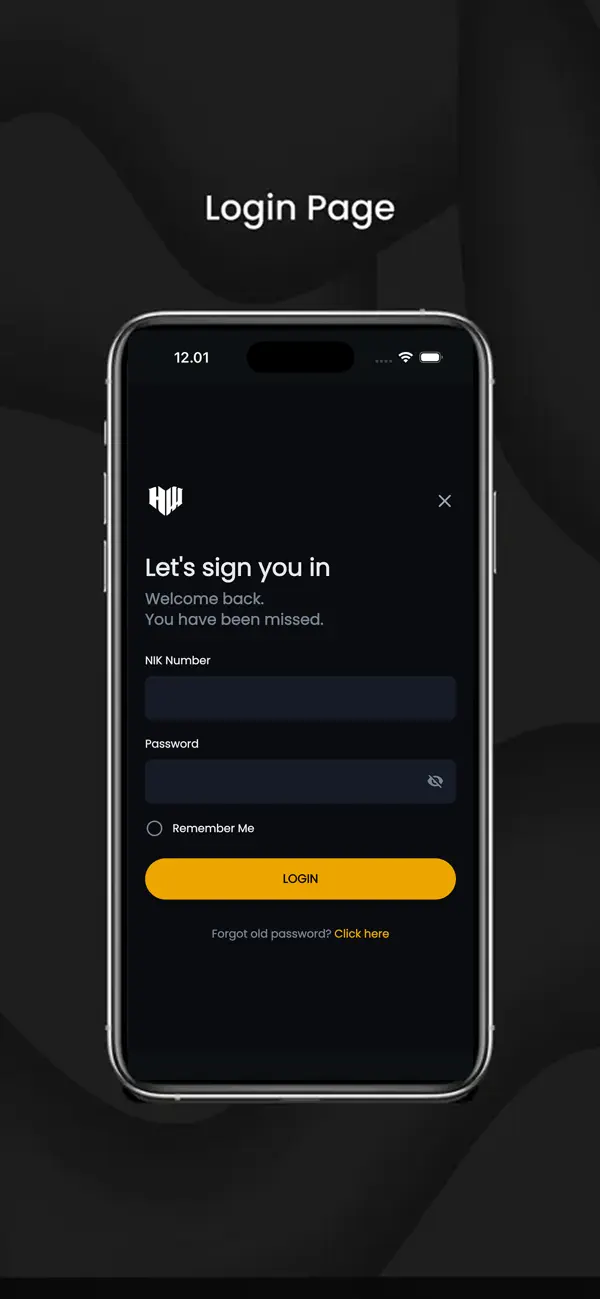 Login Page
12.01
HW
Let's sign you in
Welcome back.
You have been missed.
NIK Number
Password
Remember Me
LOGIN
Forgot old password? Click here